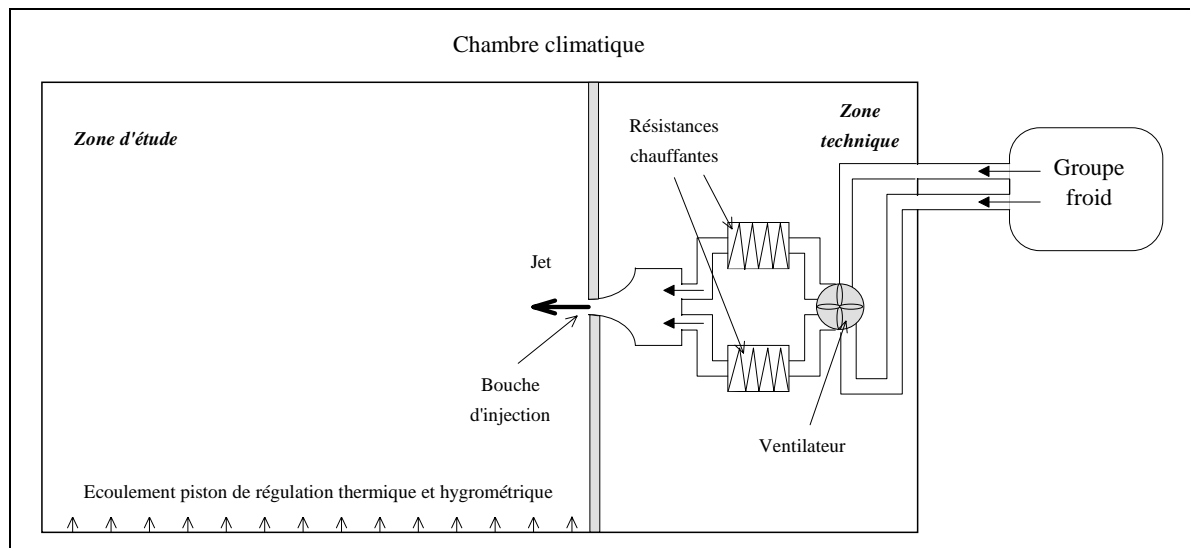 Chambre climatique
Zone d'étude
Résistances
chauffantes
Zone
technique
Groupe
froid
Jet
Bouche
d'injection
Ventilateur
Ecoulement piston de régulation thermique et hygrométrique